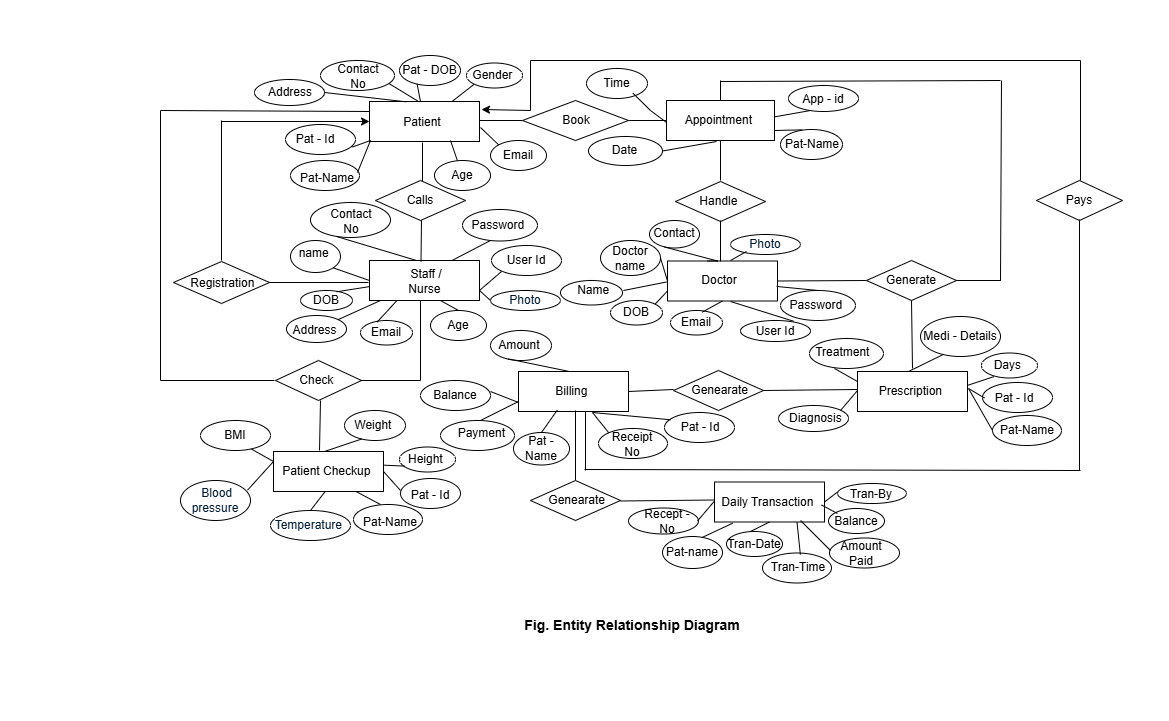 Contact
No
Pat - DOB
Gender
Address
Time
App - id
Patient
Book
Appointment
Pat - Id
Pat-Name
Age
Email
Date
Pat-Name
Calls
Handle
Pays
Contact
No
Password
Contact
Photo
name
User Id
Doctor
name
Registration
Staff /
Nurse
Doctor
Generate
DOB
Photo
Name
Password
Address
Email
Age
DOB
Email
User Id
Medi - Details
Amount
Treatment
Days
Check
Billing
Genearate
Prescription
Balance
Pat - Id
Diagnosis
Pat-Name
BMI
Weight
Payment
Pat -
Name
Receipt
No
Pat - Id
Patient Checkup
Height
Pat - Id
Blood
pressure
Temperature
Pat-Name
Genearate
Daily Transaction
Tran-By
Recept -
No
Balance
Pat-name
Tran-Date
Amount
Paid
Tran-Time
Fig. Entity Relationship Diagram